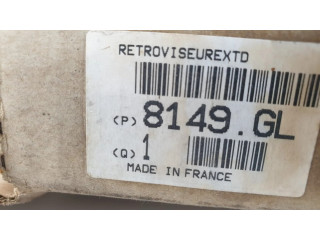 RETROVISEUREXTD
(P) 8149.GL
(Q) 1
MADE IN FRANCE